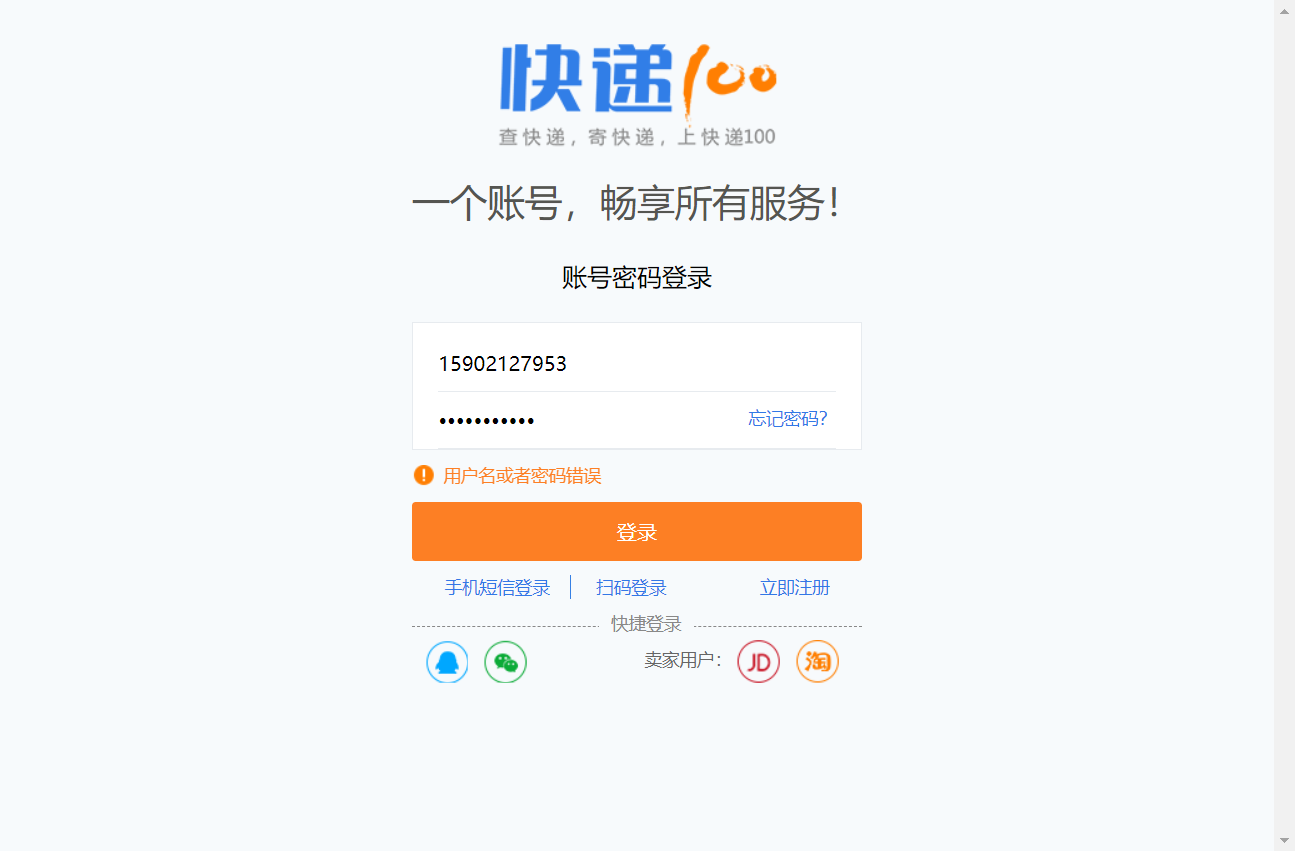 快递100
查快递，寄快递，上快递100
一个账号，畅享所有服务！
账号密码登录
15902127953
•••••••••••
忘记密码？
用户名或者密码错误
登录
手机短信登录 扫码登录 立即注册
快捷登录
卖家用户： JD 淘